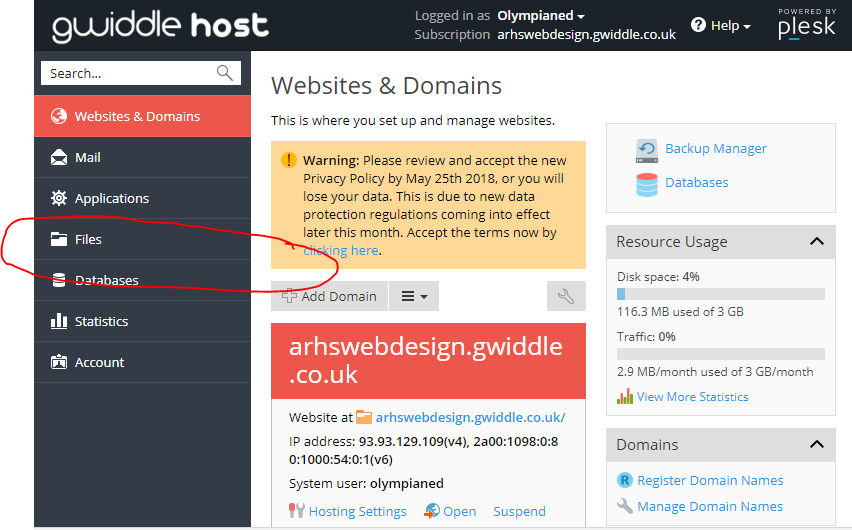 gwiddle host
Logged in as Olympianed
Subscription arhswebdesign.gwiddle.co.uk
Help
POWERED BY
plesk
Search...
Websites & Domains
Mail
Applications
Files
Databases
Statistics
Account
Websites & Domains
This is where you set up and manage websites.
Warning: Please review and accept the new
Privacy Policy by May 25th 2018, or you will
lose your data. This is due to new data
protection regulations coming into effect
later this month. Accept the terms now by
clicking here.
Add Domain
arhswebdesign.gwiddle
.co.uk
Website at arhswebdesign.gwiddle.co.uk/
IP address: 93.93.129.109(v4), 2a00:1098:0:8
0:1000:54:0:1(v6)
System user: olympianed
Hosting Settings
Open
Suspend
Backup Manager
Databases
Resource Usage
Disk space: 4%
116.3 MB used of 3 GB
Traffic: 0%
2.9 MB/month used of 3 GB/month
View More Statistics
Domains
R Register Domain Names
Manage Domain Names